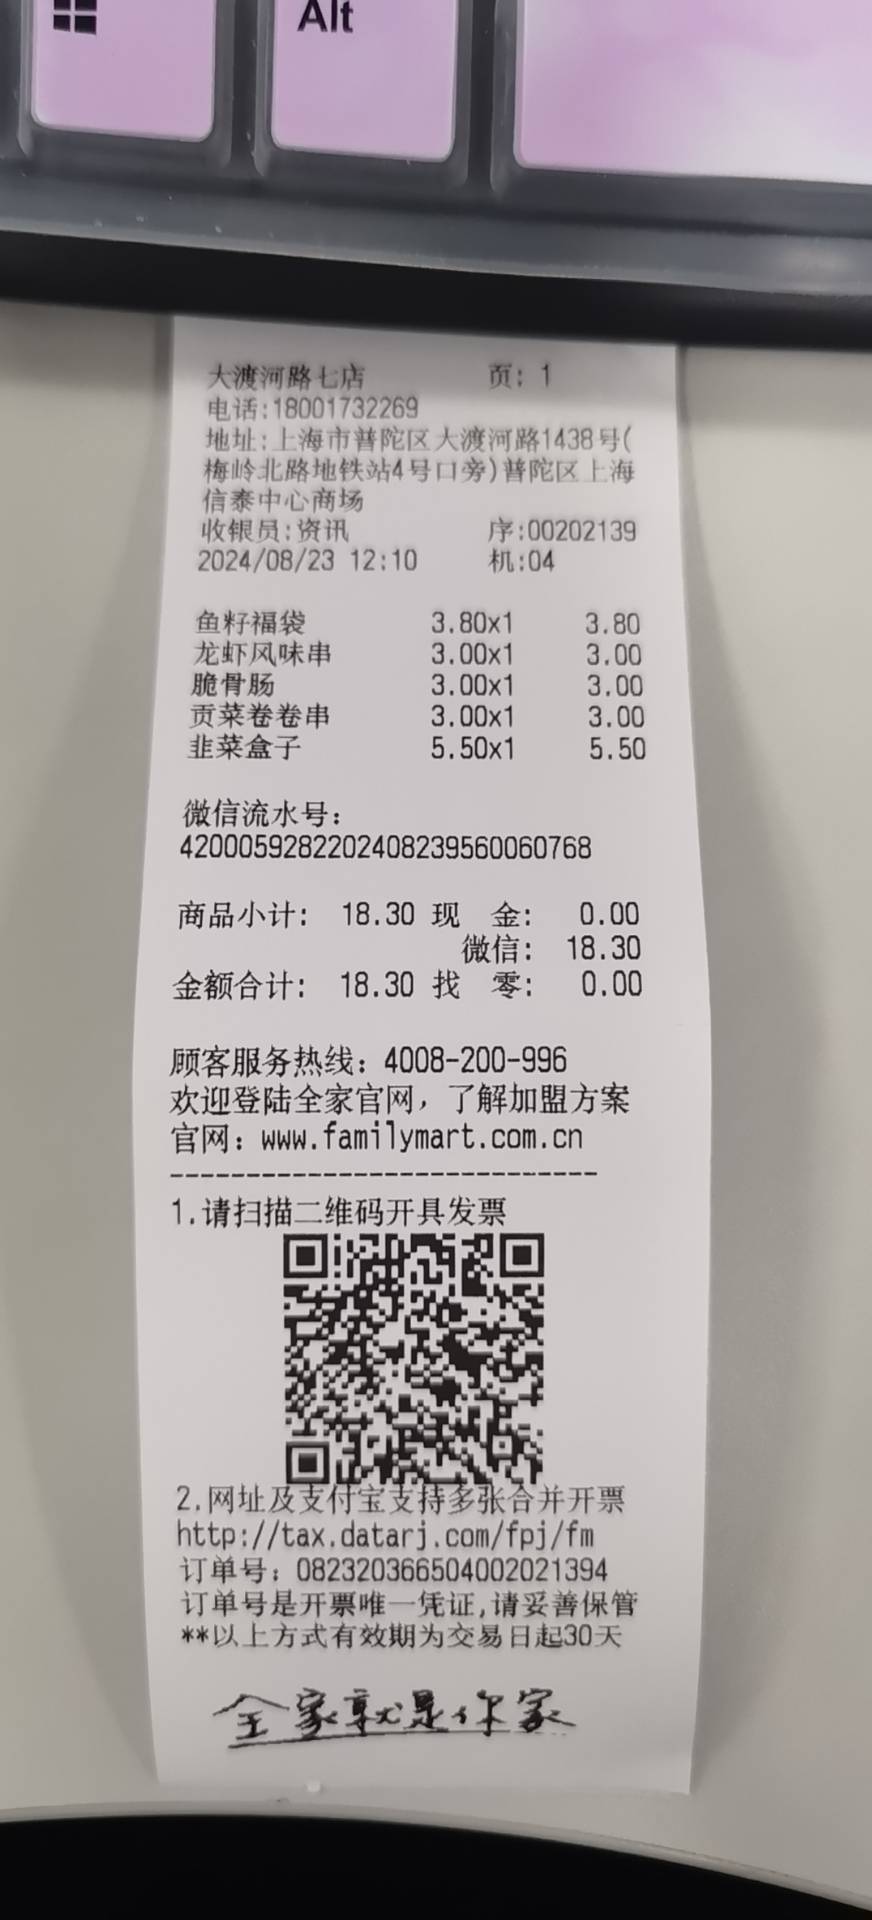 Alt
大渡河路七店 页: 1
电话:18001732269
地址:上海市普陀区大渡河路1438号(
梅岭北路地铁站4号口旁)普陀区上海
信泰中心商场
收银员:资讯 序:00202139
2024/08/23 12:10 机:04
鱼籽福袋 3.80x1 3.80
龙虾风味串 3.00x1 3.00
脆骨肠 3.00x1 3.00
贡菜卷卷串 3.00x1 3.00
韭菜盒子 5.50x1 5.50
微信流水号:
4200059282202408239560060768
商品小计: 18.30 现 金: 0.00
微信: 18.30
金额合计: 18.30 找 零: 0.00
顾客服务热线: 4008-200-996
欢迎登陆全家官网，了解加盟方案
官网: www.familymart.com.cn
----------------------------
1.请扫描二维码开具发票
2.网址及支付宝支持多张合并开票
http://tax.datarj.com/fpj/fm
订单号: 082320366504002021394
订单号是开票唯一凭证,请妥善保管
**以上方式有效期为交易日起30天
全家就是你家